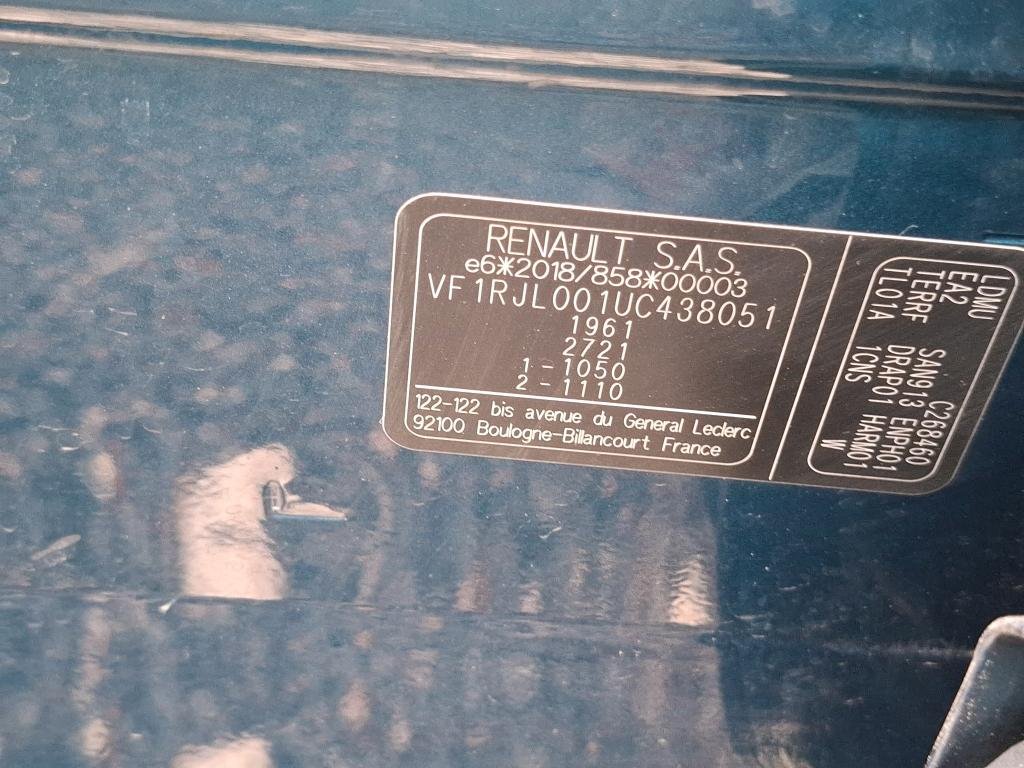 RENAULT S.A.S.
e6*2018/858*00003
VF1RJL001UC438051
1961
2721
1-1050
2-1110
122-122 bis avenue du General Leclerc
92100 Boulogne-Billancourt France
LDMU C268460
EA2 SAN913 ENPH01
TERRF DRAP01 HARM01
TL01A 1CNS W